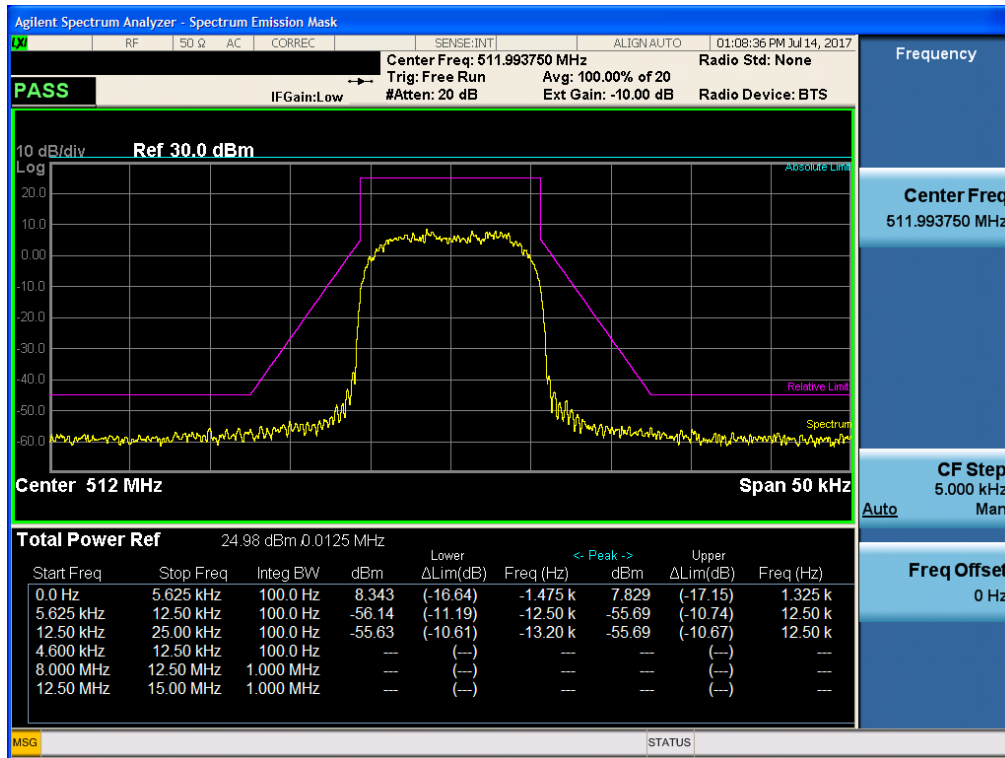 Agilent Spectrum Analyzer - Spectrum Emission Mask
LXI RF 50 Ω AC CORREC SENSE:INT ALIGN AUTO 01:08:36 PM Jul 14, 2017
Center Freq: 511.993750 MHz Radio Std: None
Trig: Free Run Avg: 100.00% of 20
PASS IFGain:Low #Atten: 20 dB Ext Gain: -10.00 dB Radio Device: BTS
10 dB/div Ref 30.0 dBm
Log
Absolute Limit
20.0
10.0
0.00
-10.0
-20.0
-30.0
-40.0
Relative Limit
-50.0
Spectrum
-60.0
Center 512 MHz Span 50 kHz
Total Power Ref 24.98 dBm / 0.0125 MHz
Lower <- Peak -> Upper
Start Freq Stop Freq Integ BW dBm ΔLim(dB) Freq (Hz) dBm ΔLim(dB) Freq (Hz)
0.0 Hz 5.625 kHz 100.0 Hz 8.343 (-16.64) -1.475 k 7.829 (-17.15) 1.325 k
5.625 kHz 12.50 kHz 100.0 Hz -56.14 (-11.19) -12.50 k -55.69 (-10.74) 12.50 k
12.50 kHz 25.00 kHz 100.0 Hz -55.63 (-10.61) -13.20 k -55.69 (-10.67) 12.50 k
4.600 kHz 12.50 kHz 100.0 Hz --- (---) --- --- (---) ---
8.000 MHz 12.50 MHz 1.000 MHz --- (---) --- --- (---) ---
12.50 MHz 15.00 MHz 1.000 MHz --- (---) --- --- (---) ---
MSG STATUS
Frequency
Center Freq
511.993750 MHz
CF Step
5.000 kHz
Auto Man
Freq Offset
0 Hz